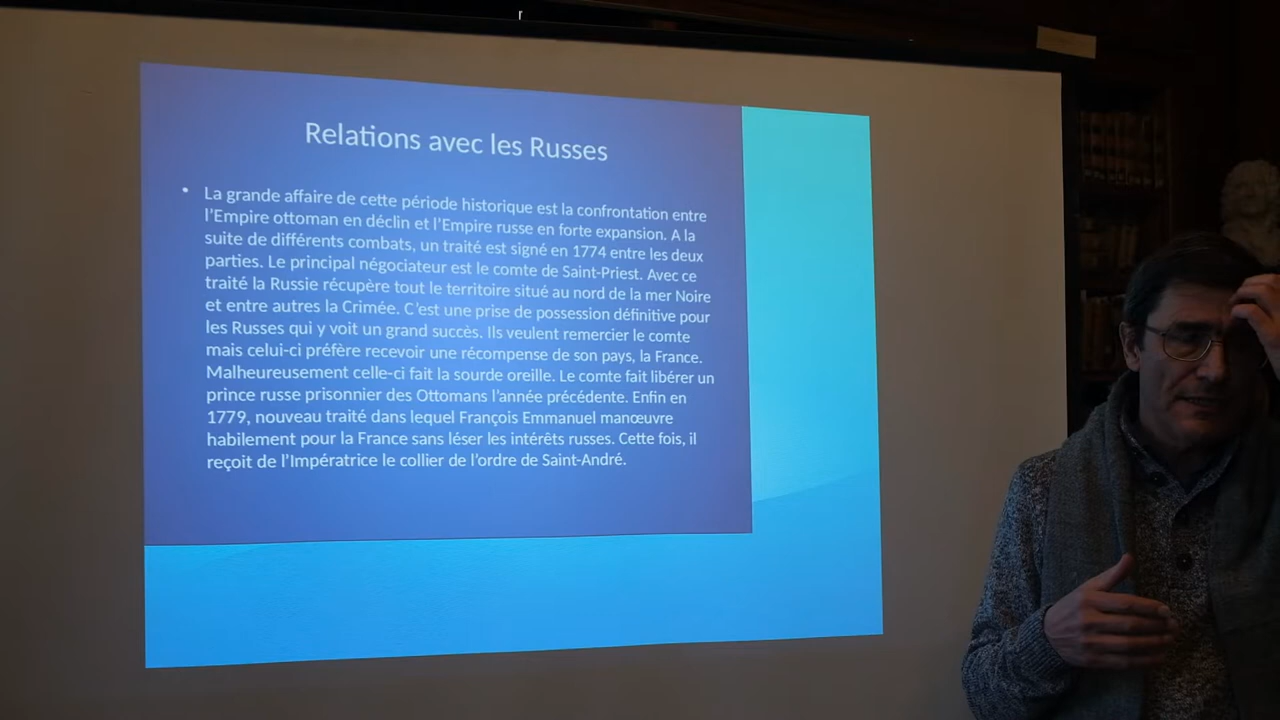 Relations avec les Russes
• La grande affaire de cette période historique est la confrontation entre
l'Empire ottoman en déclin et l'Empire russe en forte expansion. A la
suite de différents combats, un traité est signé en 1774 entre les deux
parties. Le principal négociateur est le comte de Saint-Priest. Avec ce
traité la Russie récupère tout le territoire situé au nord de la mer Noire
et entre autres la Crimée. C'est une prise de possession définitive pour
les Russes qui y voit un grand succès. Ils veulent remercier le comte
mais celui-ci préfère recevoir une récompense de son pays, la France.
Malheureusement celle-ci fait la sourde oreille. Le comte fait libérer un
prince russe prisonnier des Ottomans l'année précédente. Enfin en
1779, nouveau traité dans lequel François Emmanuel manœuvre
habilement pour la France sans léser les intérêts russes. Cette fois, il
reçoit de l'Impératrice le collier de l'ordre de Saint-André.